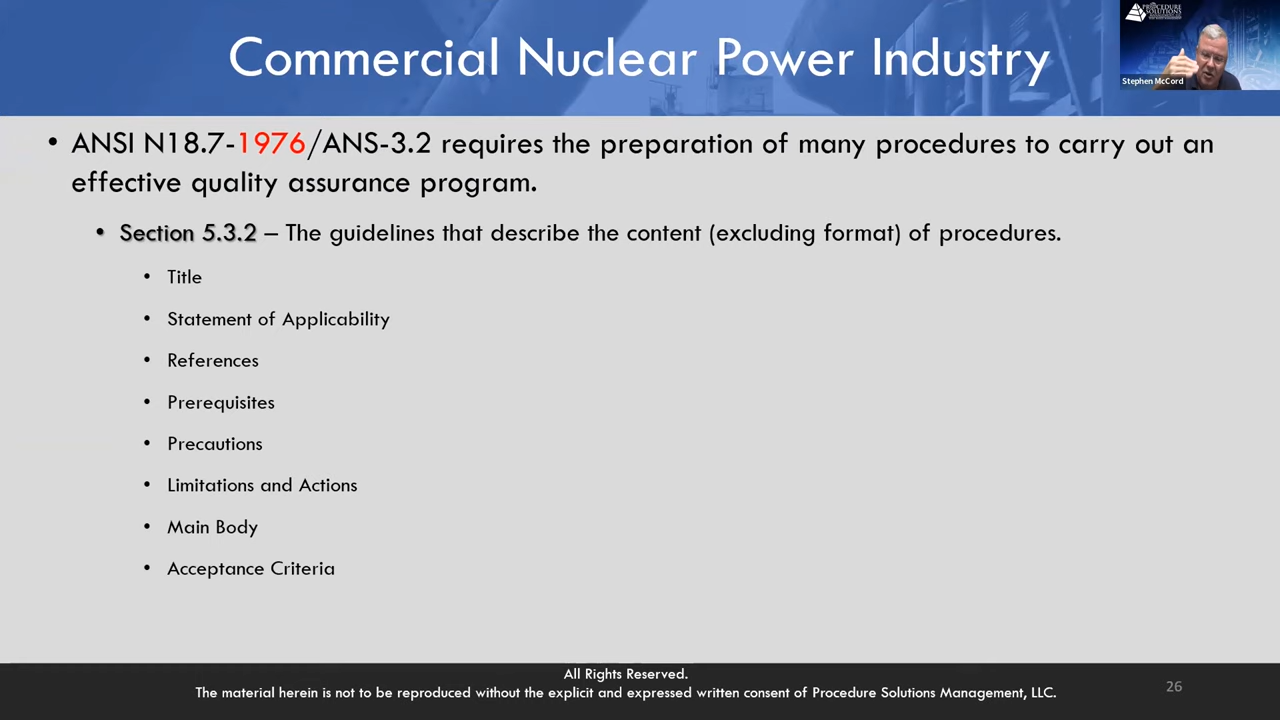 Commercial Nuclear Power Industry
PROCEDURE
SOLUTIONS
Stephen McCord
• ANSI N18.7-1976/ANS-3.2 requires the preparation of many procedures to carry out an
effective quality assurance program.
• Section 5.3.2 – The guidelines that describe the content (excluding format) of procedures.
• Title
• Statement of Applicability
• References
• Prerequisites
• Precautions
• Limitations and Actions
• Main Body
• Acceptance Criteria
All Rights Reserved.
The material herein is not to be reproduced without the explicit and expressed written consent of Procedure Solutions Management, LLC.
26